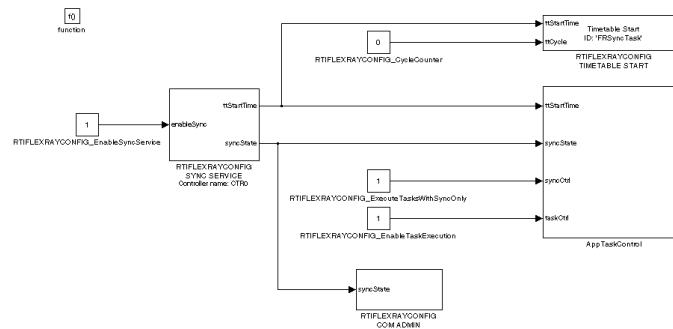 f()
function
ttStartTime
ttCycle
Timetable Start
ID: 'FRSyncTask'
RTIFLEXRAYCONFIG
TIMETABLE START
0
RTIFLEXRAYCONFIG_CycleCounter
1
RTIFLEXRAYCONFIG_EnableSyncService
enableSync
ttStartTime
syncState
RTIFLEXRAYCONFIG
SYNC SERVICE
Controller name: CTR0
ttStartTime
syncState
syncCtrl
taskCtrl
AppTaskControl
1
RTIFLEXRAYCONFIG_ExecuteTasksWithSyncOnly
1
RTIFLEXRAYCONFIG_EnableTaskExecution
syncState
RTIFLEXRAYCONFIG
COM ADMIN